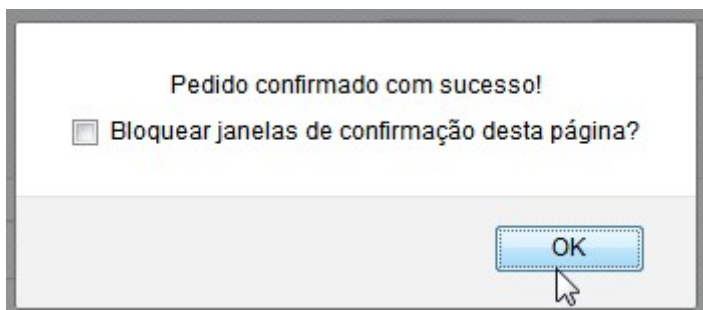 Pedido confirmado com sucesso!
Bloquear janelas de confirmação desta página?
OK